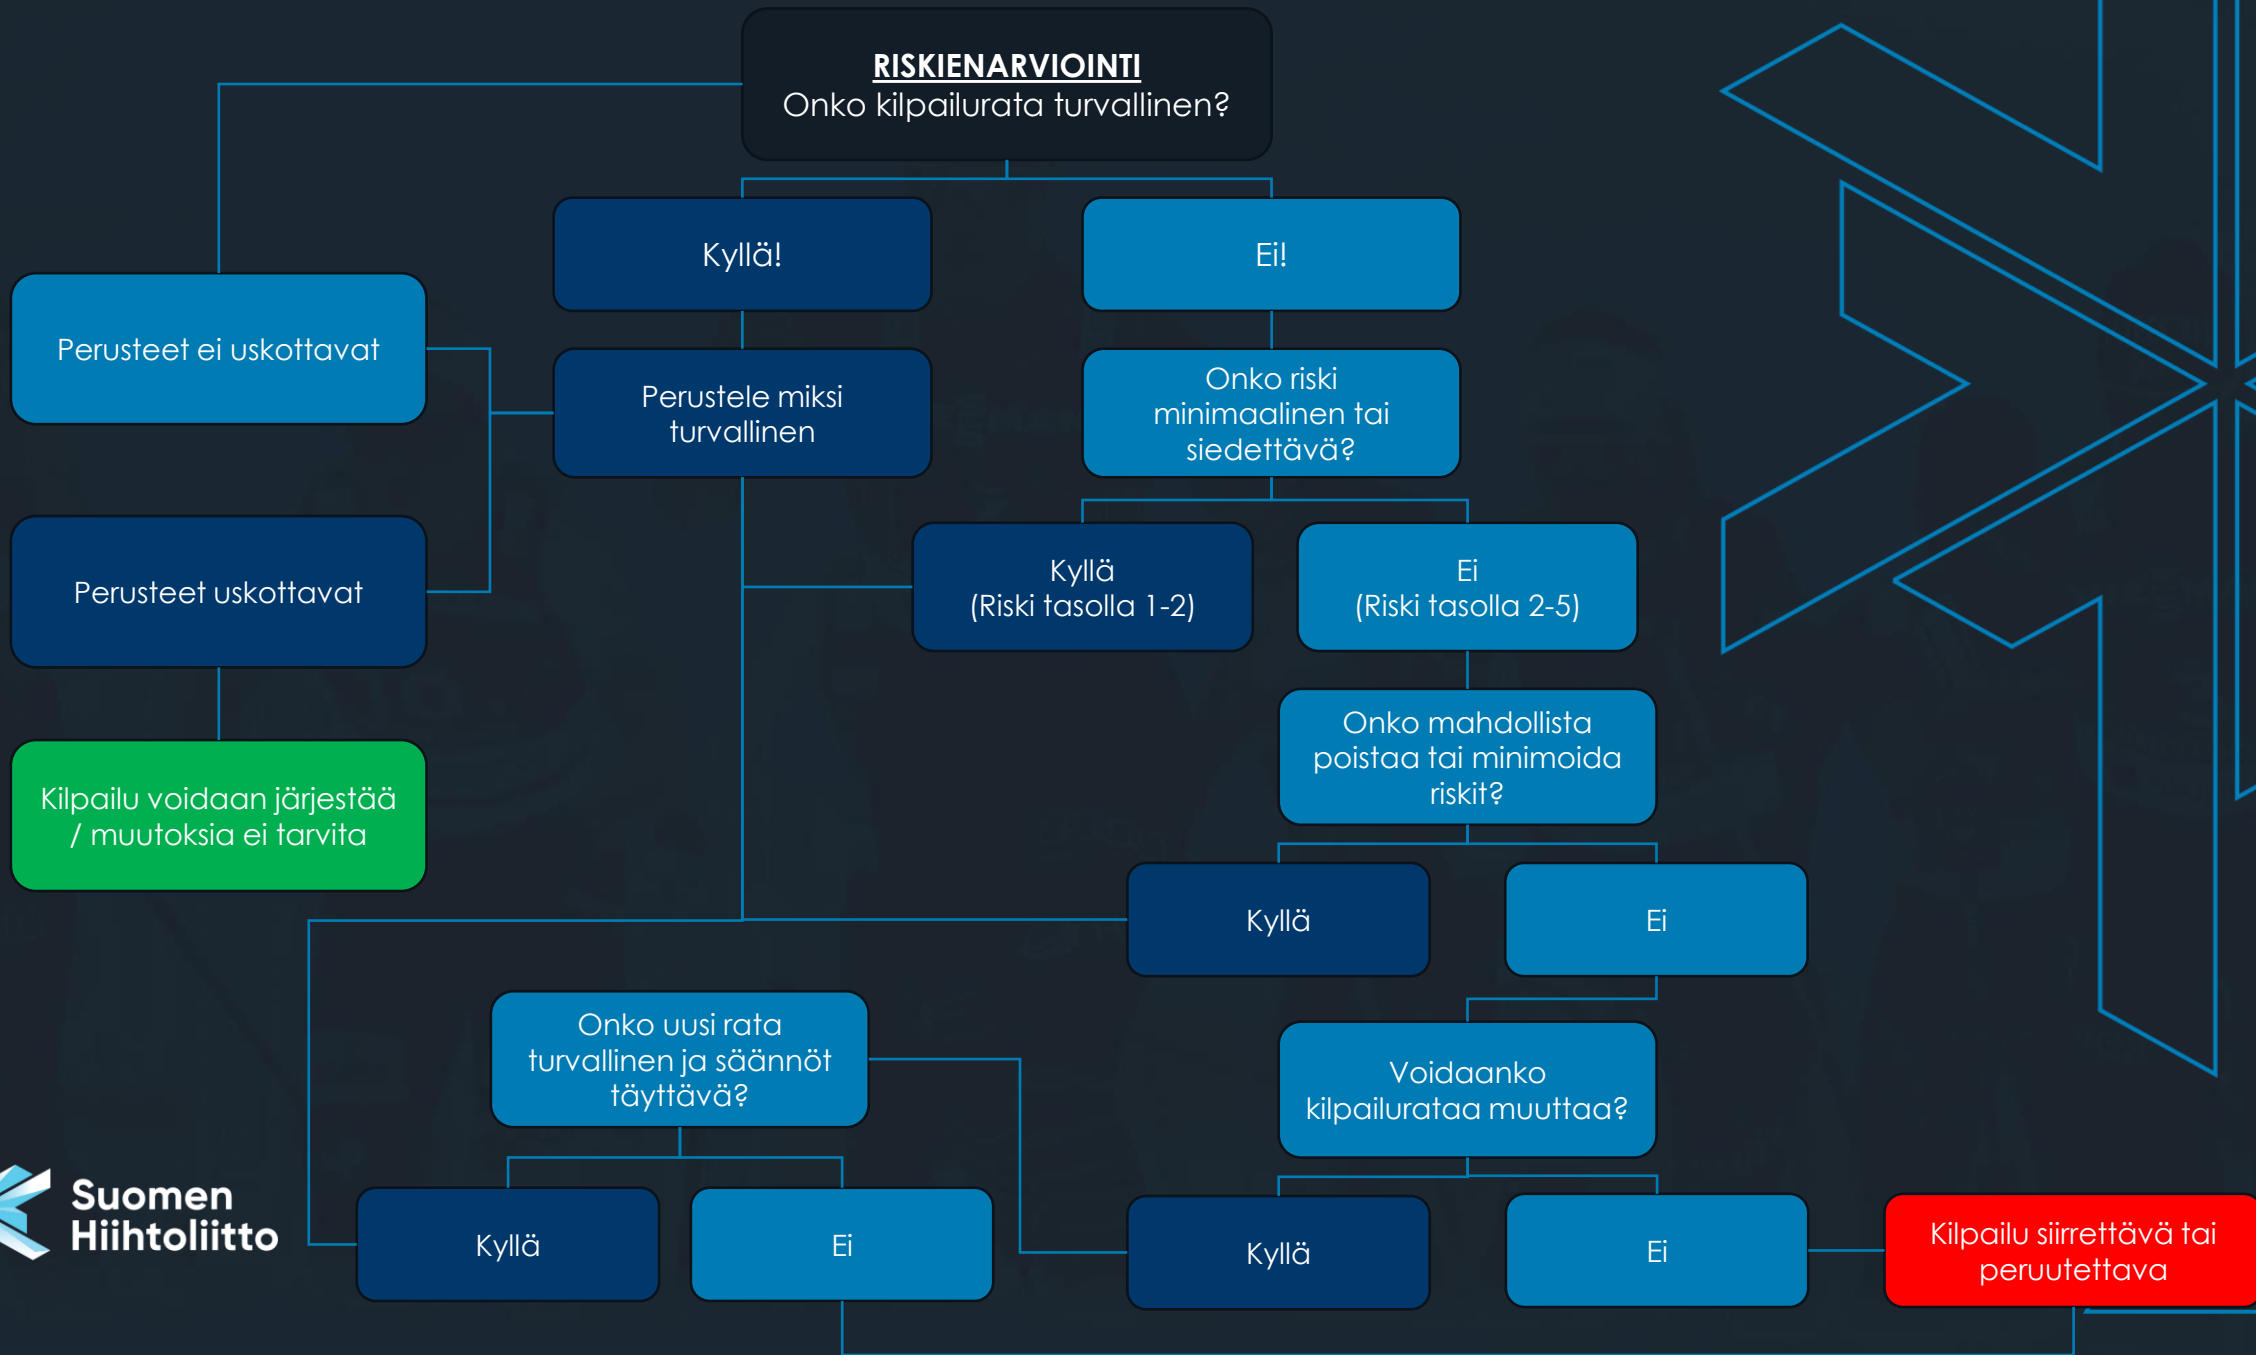 RISKIENARVIOINTI
Onko kilpailurata turvallinen?
Kyllä!
Ei!
Perusteet ei uskottavat
Perustele miksi
turvallinen
Onko riski
minimaalinen tai
siedettävä?
Perusteet uskottavat
Kyllä
(Riski tasolla 1-2)
Ei
(Riski tasolla 2-5)
Onko mahdollista
poistaa tai minimoida
riskit?
Kilpailu voidaan järjestää
/ muutoksia ei tarvita
Kyllä
Ei
Onko uusi rata
turvallinen ja säännöt
täyttävä?
Voidaanko
kilpailurataa muuttaa?
Suomen
Hiihtoliitto
Kyllä
Ei
Kyllä
Ei
Kilpailu siirrettävä tai
peruutettava